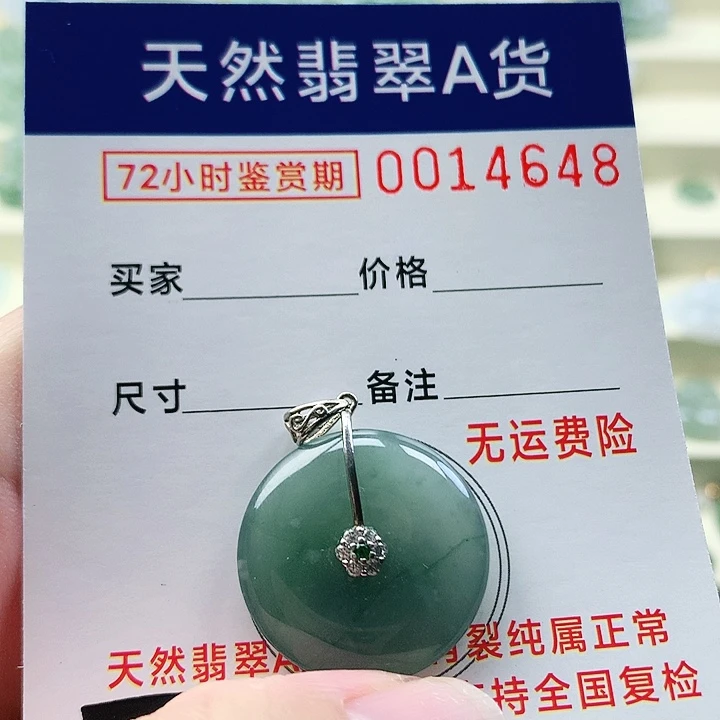 天然翡翠A货
72小时鉴赏期 0014648
买家 价格
尺寸 备注
无运费险
天然翡翠A 裂纯属正常
持全国复检